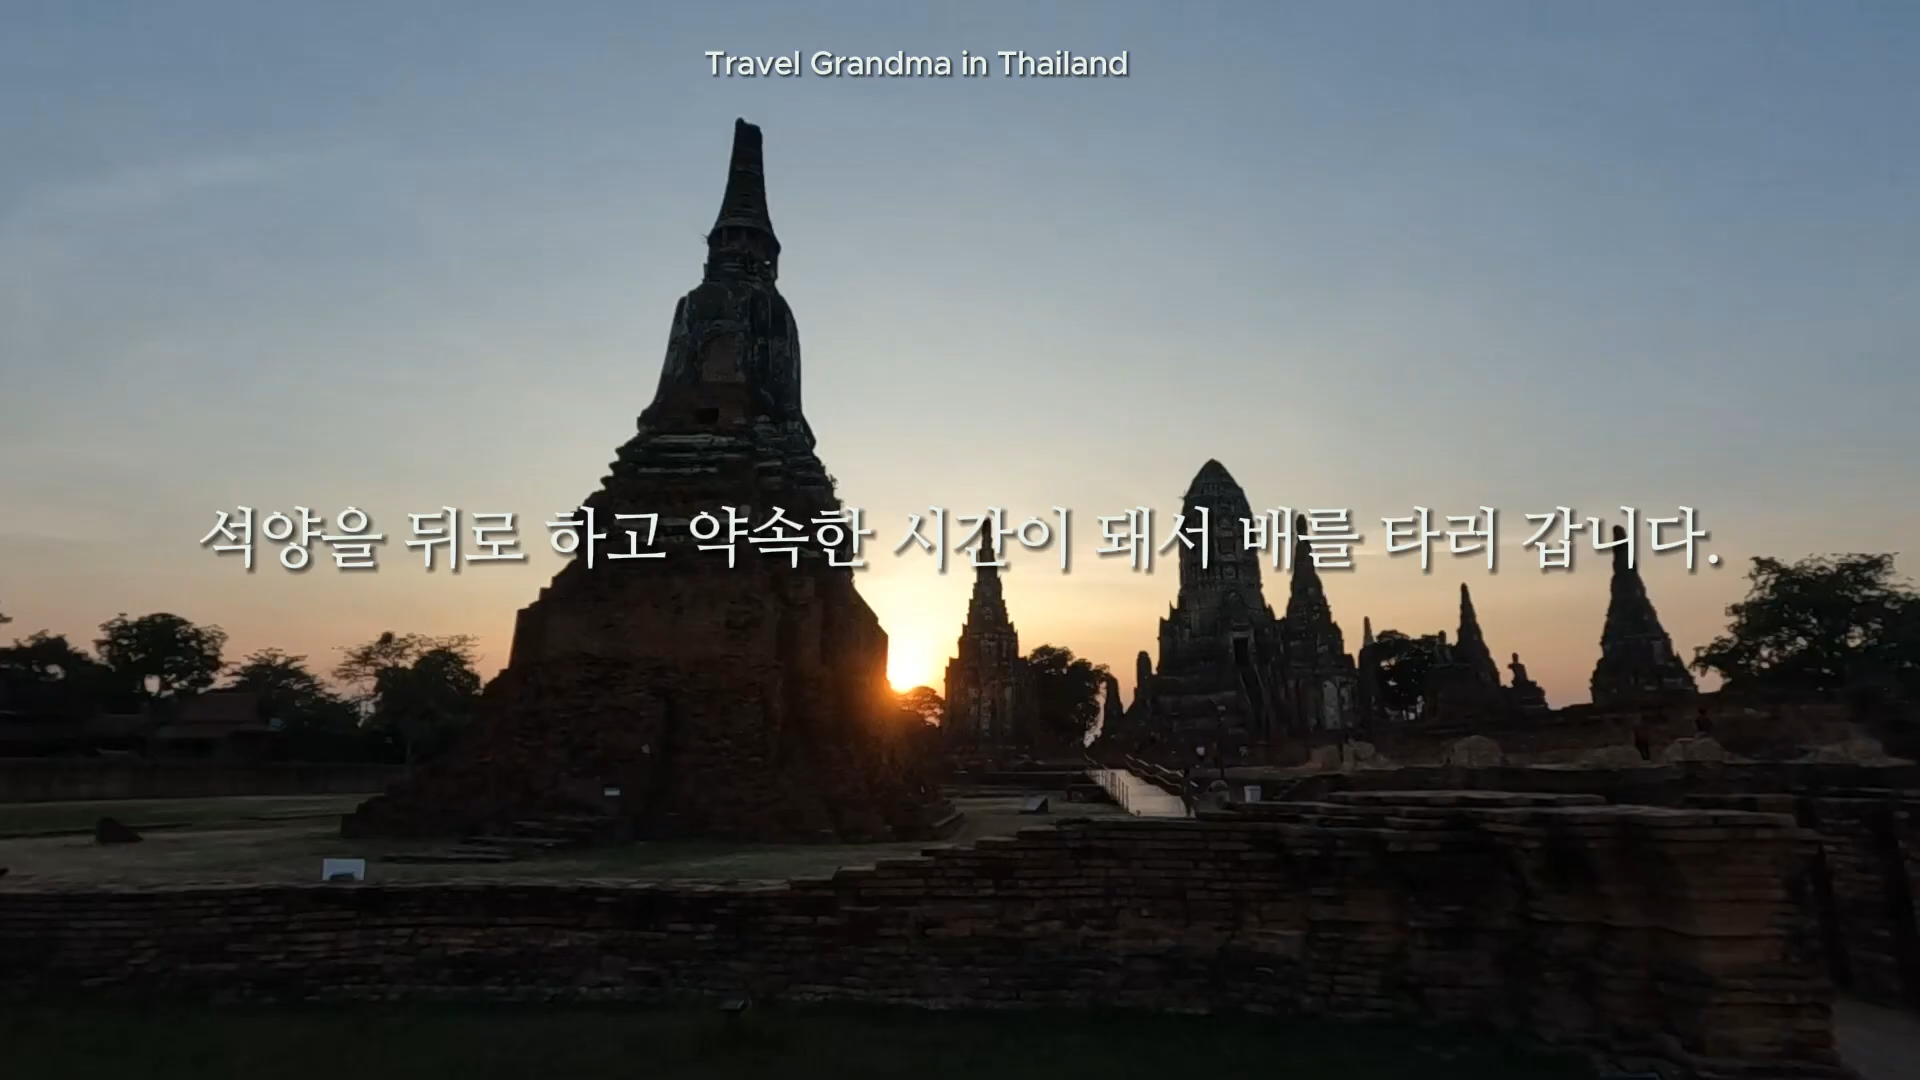 Travel Grandma in Thailand
석양을 뒤로 하고 약속한 시간이 돼서 배를 타러 갑니다.